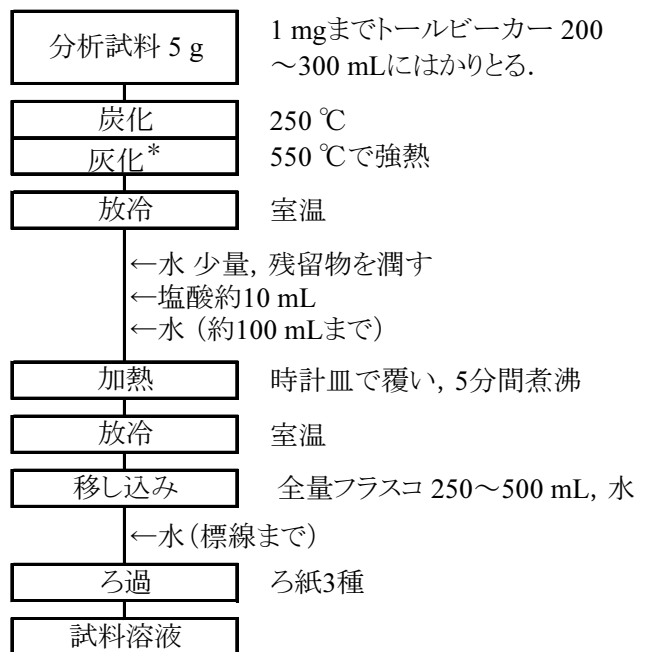 分析試料 5 g
1 mgまでトールビーカー 200
～300 mLにはかりとる.
炭化
250 ℃
灰化*
550 ℃で強熱
放冷
室温
←水 少量, 残留物を潤す
←塩酸約10 mL
←水 (約100 mLまで)
加熱
時計皿で覆い, 5分間煮沸
放冷
室温
移し込み
全量フラスコ 250～500 mL, 水
←水(標線まで)
ろ過
ろ紙3種
試料溶液